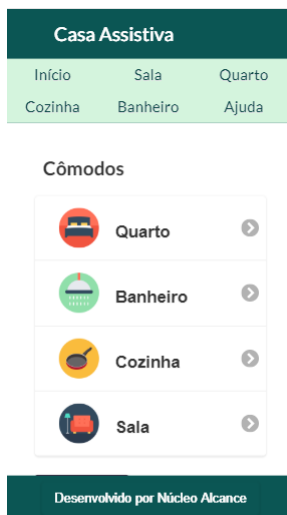 Casa Assistiva
Início Sala Quarto
Cozinha Banheiro Ajuda
Cômodos
Quarto
Banheiro
Cozinha
Sala
Desenvolvido por Núcleo Alcance